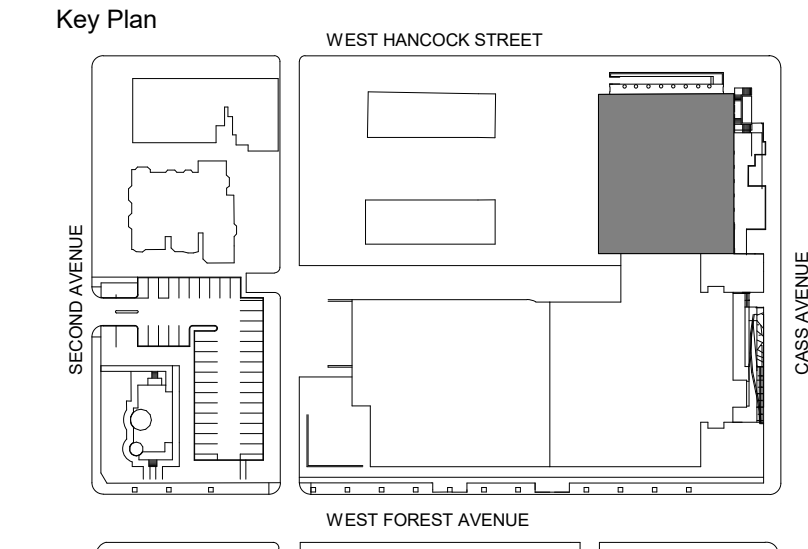 Key Plan
WEST HANCOCK STREET
SECOND AVENUE
CASS AVENUE
WEST FOREST AVENUE